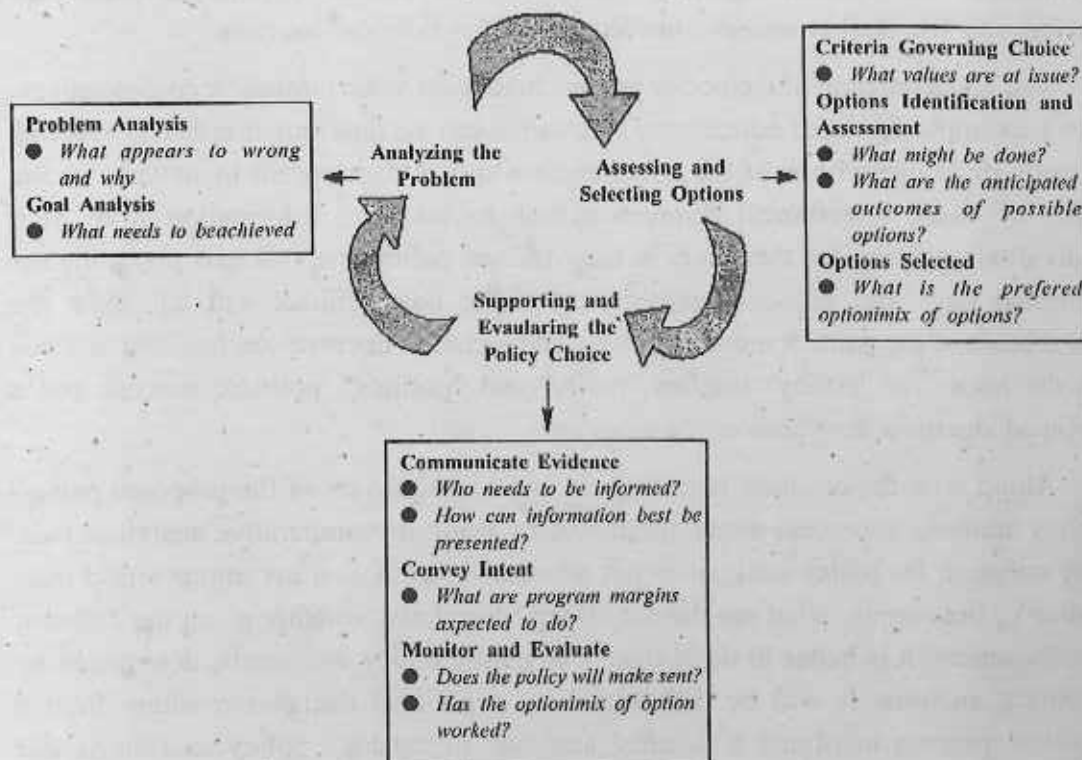 Problem Analysis
● What appears to wrong
and why
Goal Analysis
● What needs to beachieved
Analyzing the
Problem
Assessing and
Selecting Options
Supporting and
Evaularing the
Policy Choice
Criteria Governing Choice
● What values are at issue?
Options Identification and
Assessment
● What might be done?
● What are the anticipated
outcomes of possible
options?
Options Selected
● What is the prefered
optionimix of options?
Communicate Evidence
● Who needs to be informed?
● How can information best be
presented?
Convey Intent
● What are program margins
axpected to do?
Monitor and Evaluate
● Does the policy will make sent?
● Has the optionimix of option
worked?